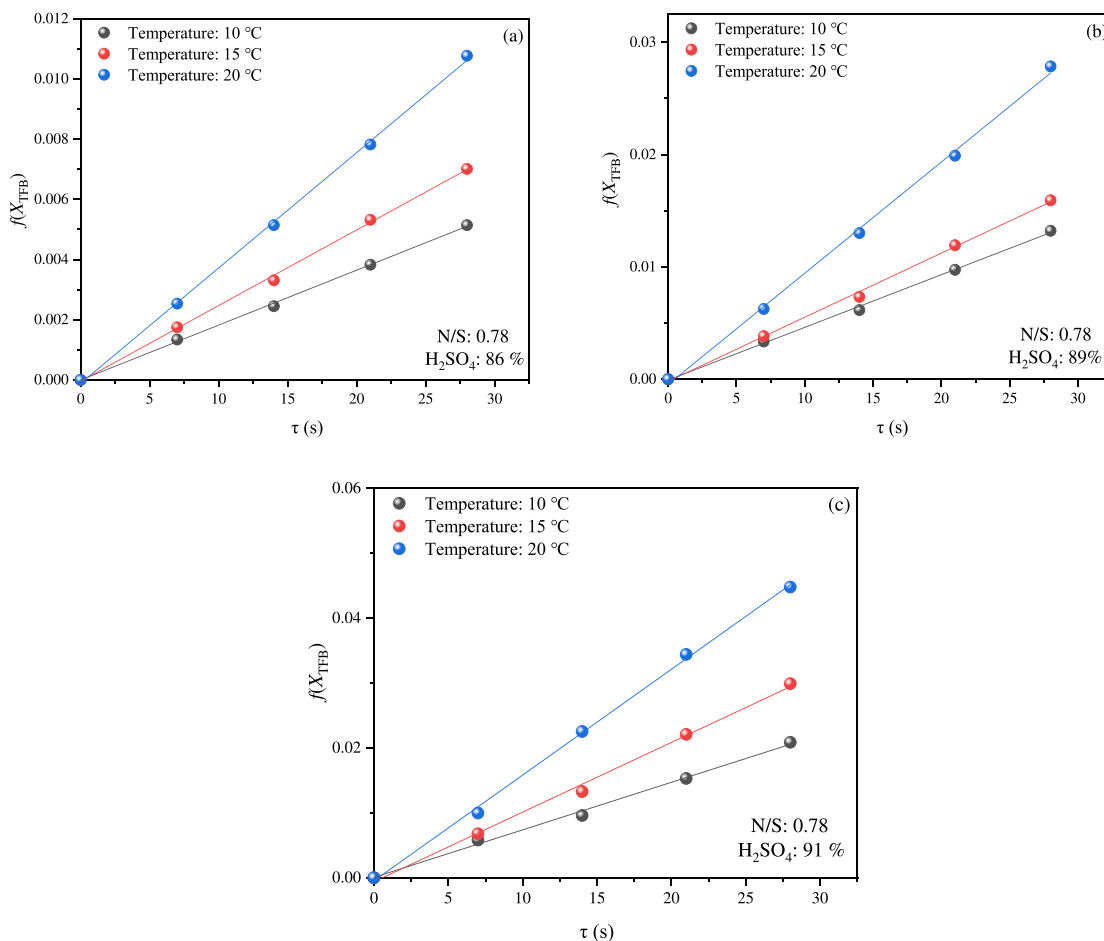 (a)
Temperature: 10 °C
Temperature: 15 °C
Temperature: 20 °C
0.012
0.010
0.008
0.006
0.004
0.002
0.000
f(X_TFB)
N/S: 0.78
H₂SO₄: 86 %
0 5 10 15 20 25 30
τ (s)
(b)
Temperature: 10 °C
Temperature: 15 °C
Temperature: 20 °C
0.03
0.02
0.01
0.00
f(X_TFB)
N/S: 0.78
H₂SO₄: 89%
0 5 10 15 20 25 30
τ (s)
(c)
Temperature: 10 °C
Temperature: 15 °C
Temperature: 20 °C
0.06
0.04
0.02
0.00
f(X_TFB)
N/S: 0.78
H₂SO₄: 91 %
0 5 10 15 20 25 30
τ (s)